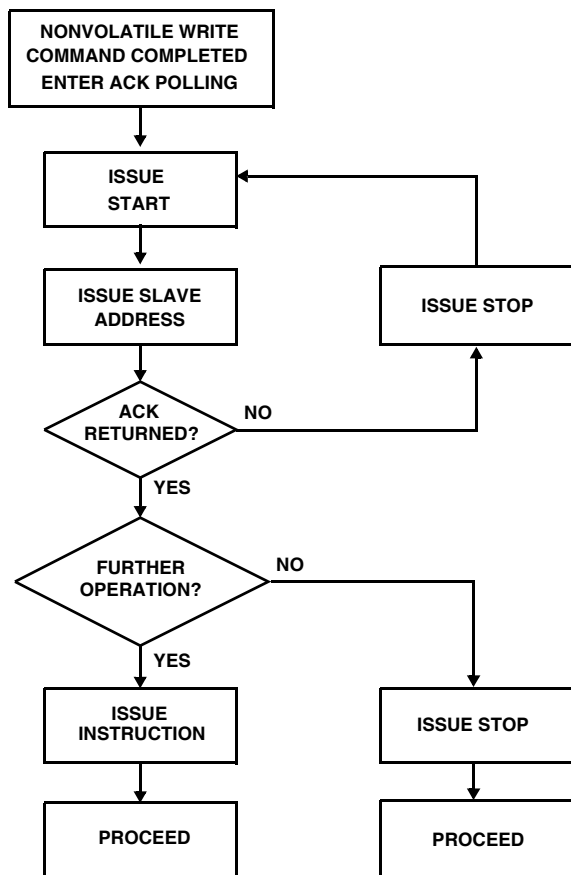 NONVOLATILE WRITE
COMMAND COMPLETED
ENTER ACK POLLING
ISSUE
START
ISSUE SLAVE
ADDRESS
ISSUE STOP
ACK
RETURNED?
NO
YES
FURTHER
OPERATION?
NO
YES
ISSUE
INSTRUCTION
ISSUE STOP
PROCEED
PROCEED